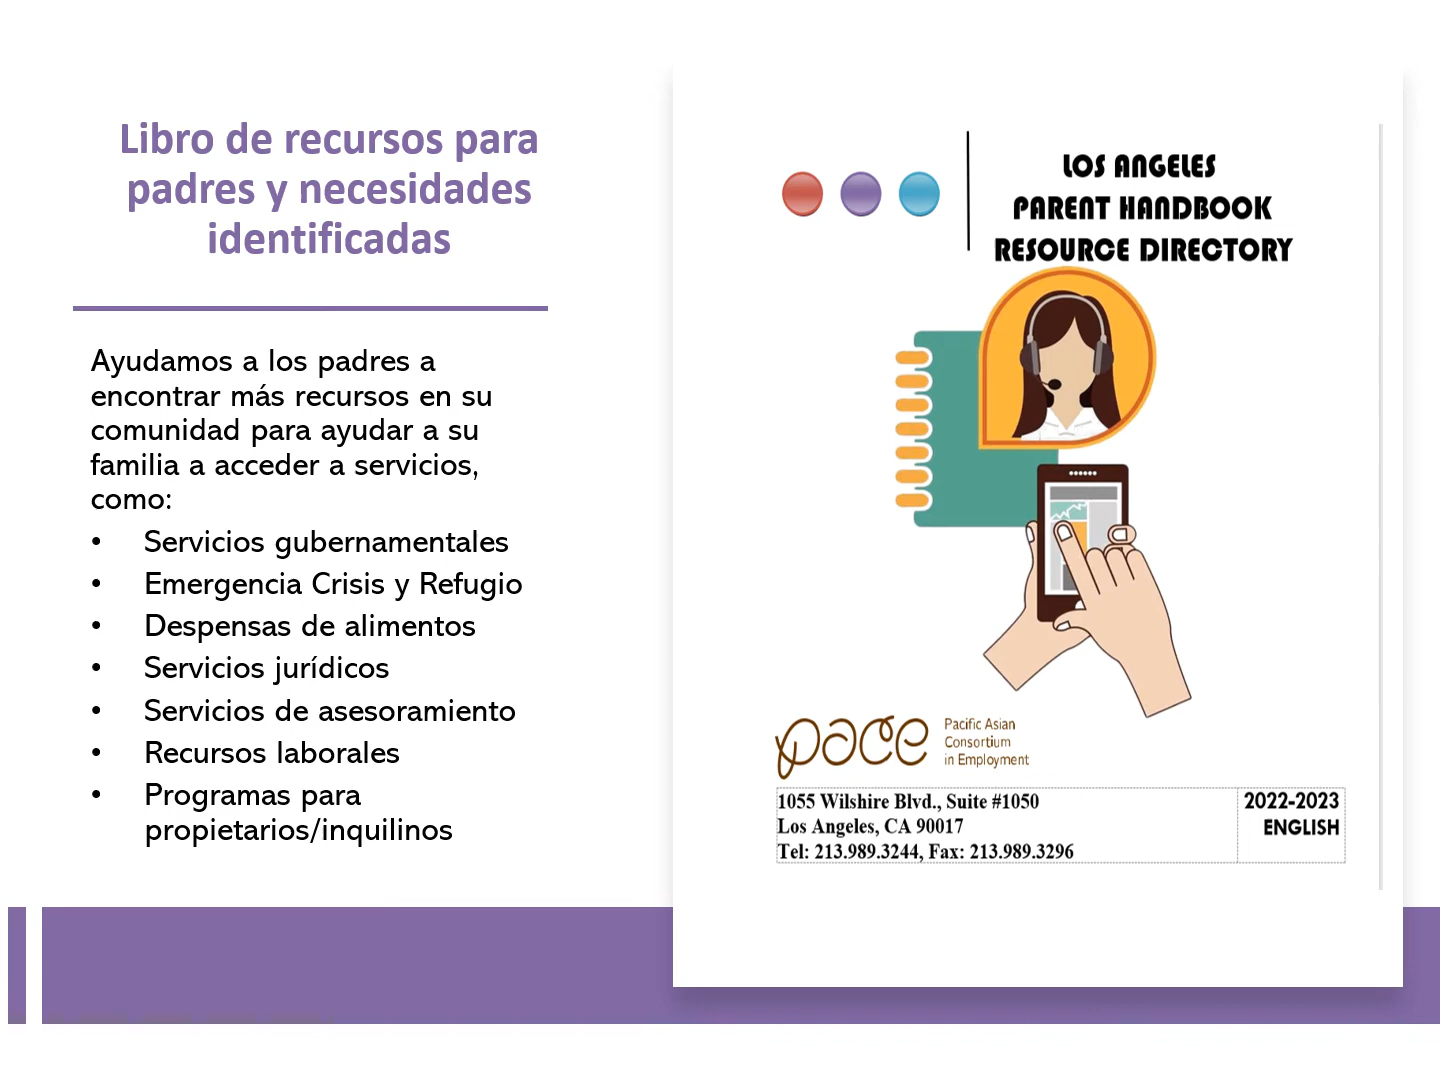 Libro de recursos para
padres y necesidades
identificadas
Ayudamos a los padres a
encontrar más recursos en su
comunidad para ayudar a su
familia a acceder a servicios,
como:
• Servicios gubernamentales
• Emergencia Crisis y Refugio
• Despensas de alimentos
• Servicios jurídicos
• Servicios de asesoramiento
• Recursos laborales
• Programas para
propietarios/inquilinos
LOS ANGELES
PARENT HANDBOOK
RESOURCE DIRECTORY
pace
Pacific Asian
Consortium
in Employment
1055 Wilshire Blvd., Suite #1050
Los Angeles, CA 90017
Tel: 213.989.3244, Fax: 213.989.3296
2022-2023
ENGLISH